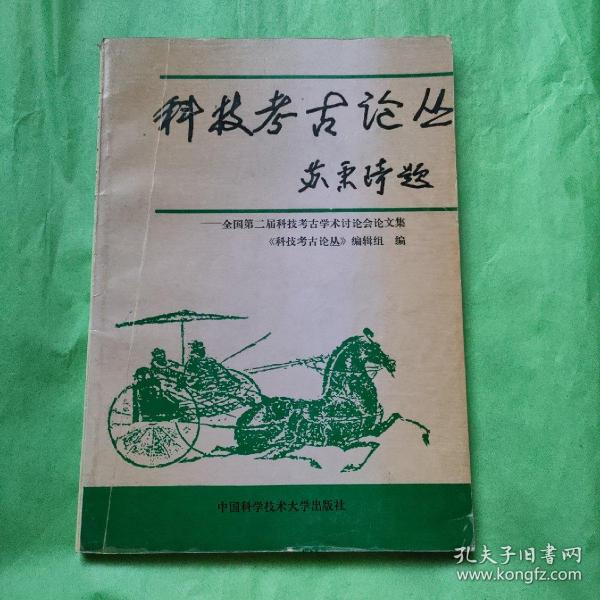 科技考古论丛
苏秉琦题
——全国第二届科技考古学术讨论会论文集
《科技考古论丛》编辑组 编
中国科学技术大学出版社
孔夫子旧书网
www.kongfz.com